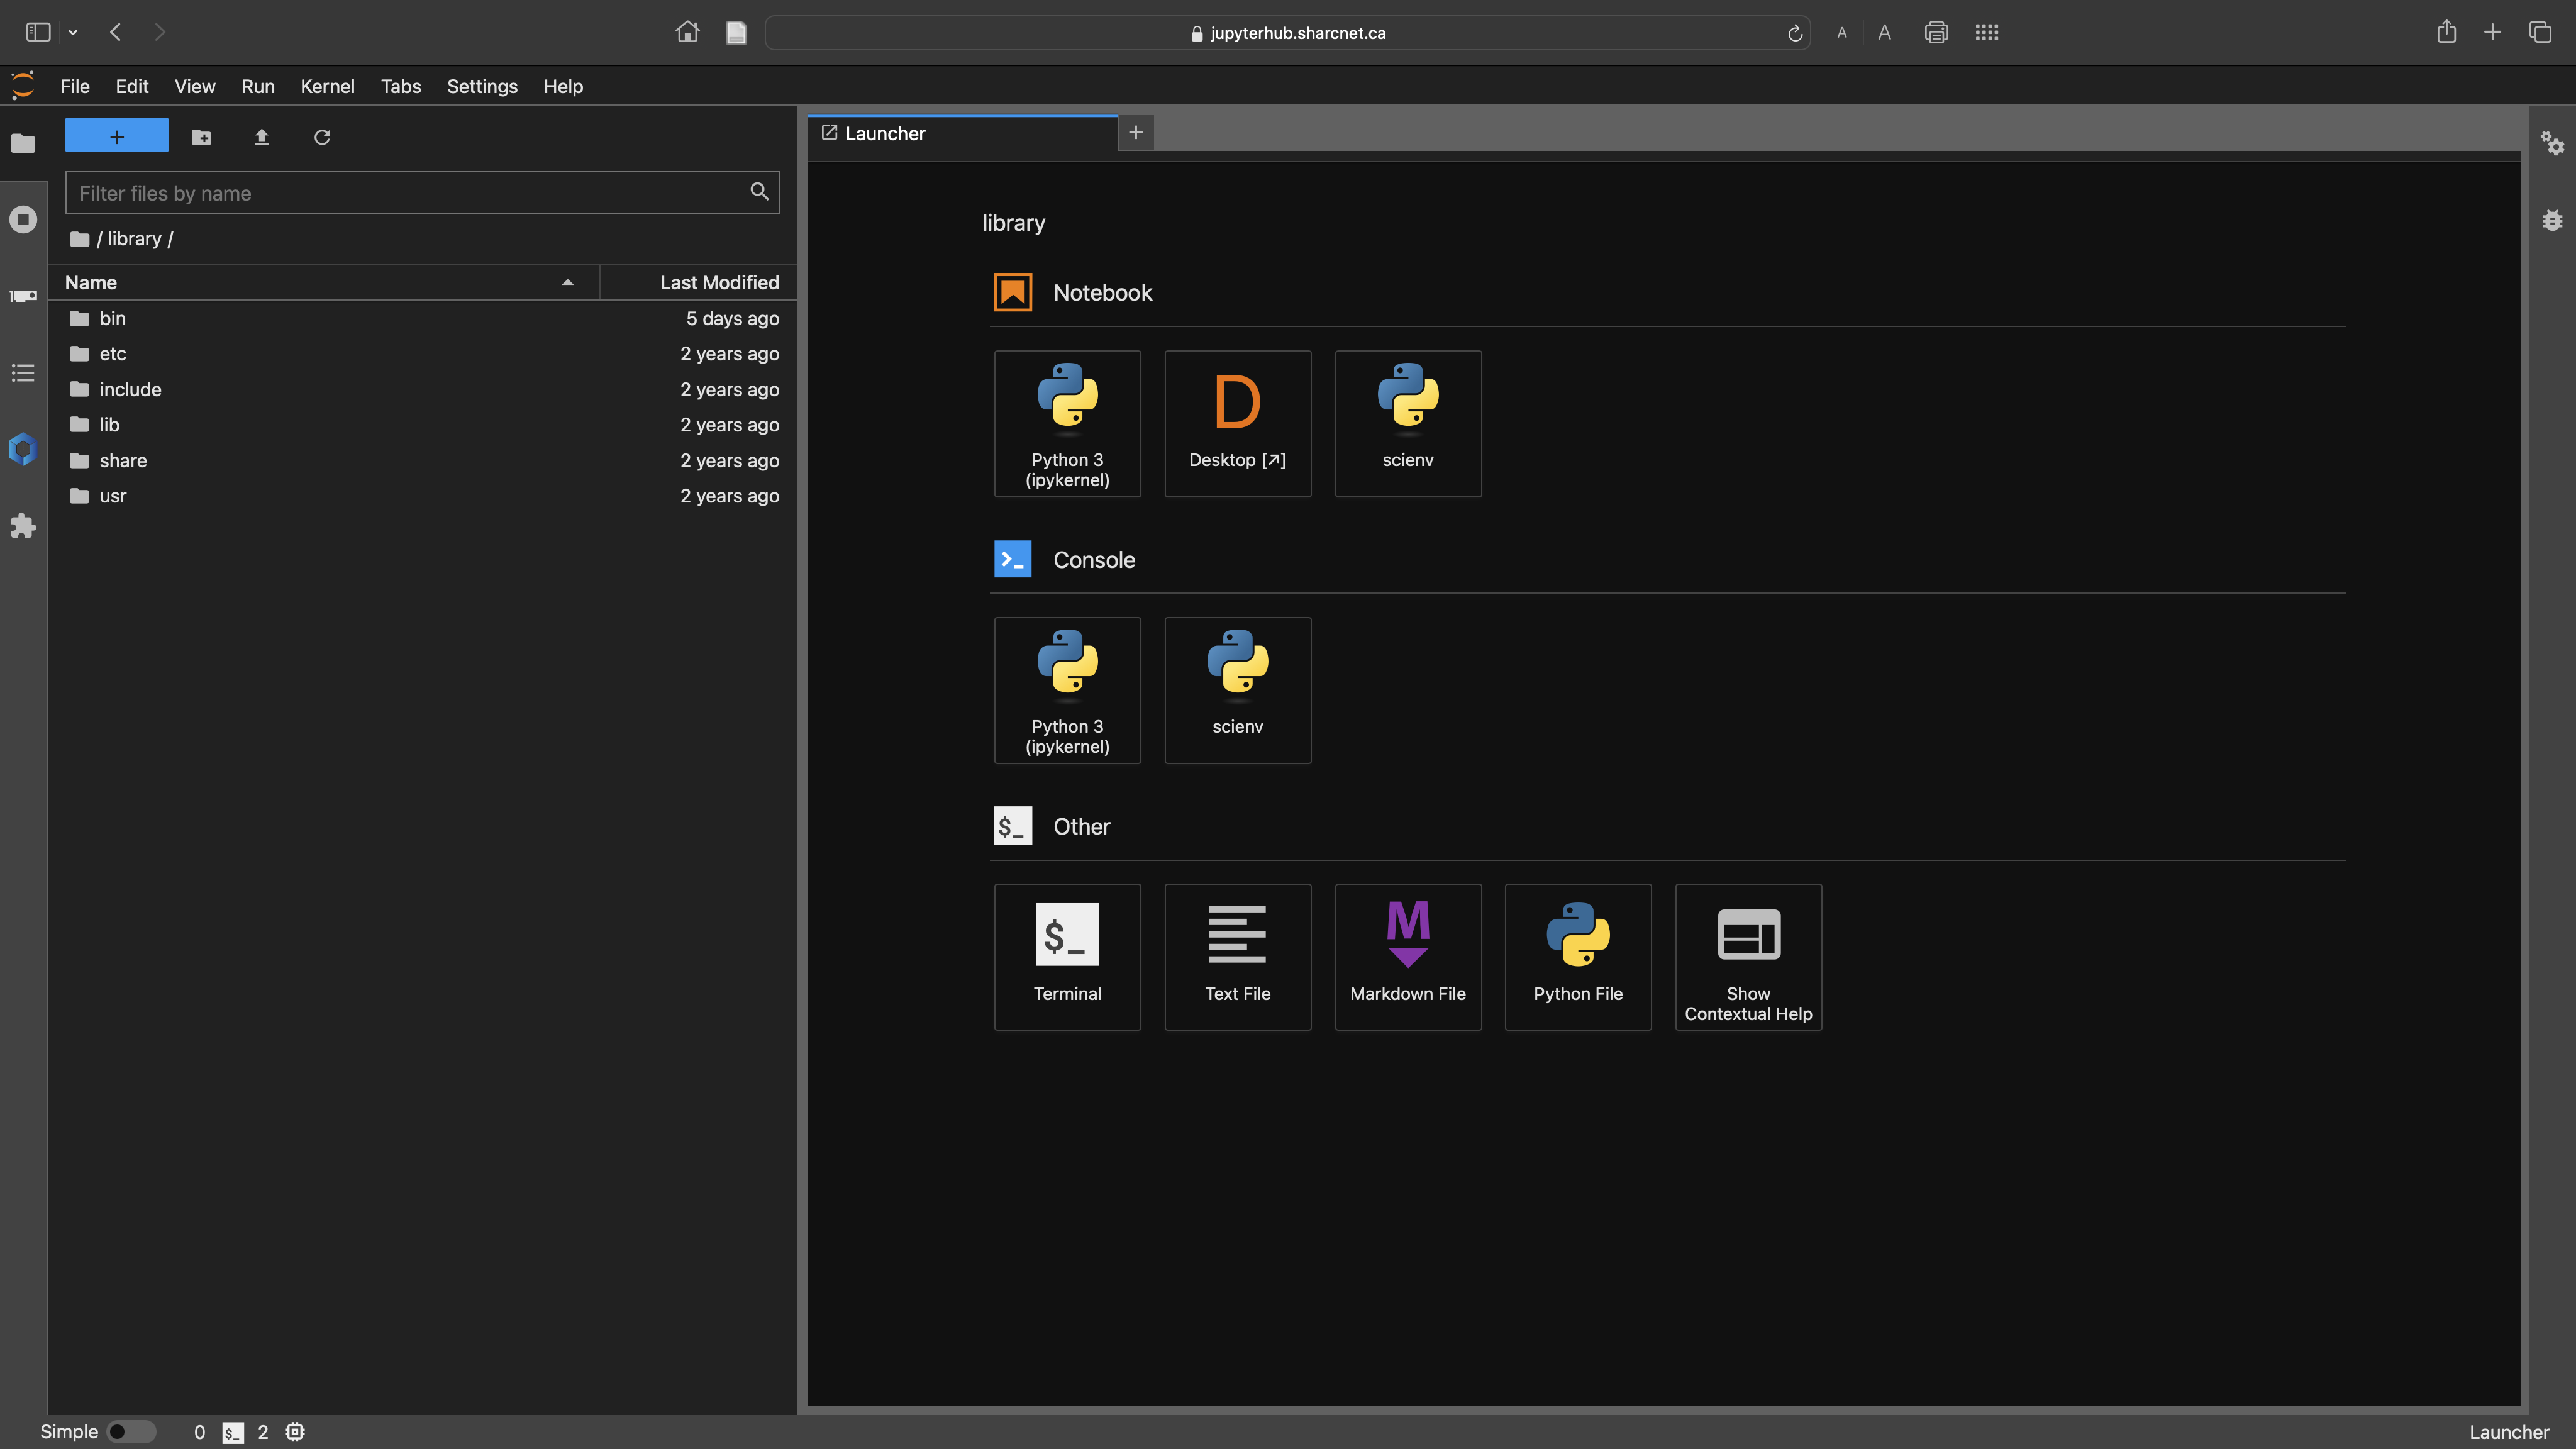 jupyterhub.sharcnet.ca
A
A
File Edit View Run Kernel Tabs Settings Help
+
Launcher
+
Filter files by name
/ library /
library
Name Last Modified
bin 5 days ago
etc 2 years ago
include 2 years ago
lib 2 years ago
share 2 years ago
usr 2 years ago
Notebook
Python 3
(ipykernel)
D
Desktop [↗]
scienv
>_ Console
Python 3
(ipykernel)
scienv
$_ Other
$_
Terminal
Text File
M
Markdown File
Python File
Show
Contextual Help
Simple 0 $_ 2 Launcher